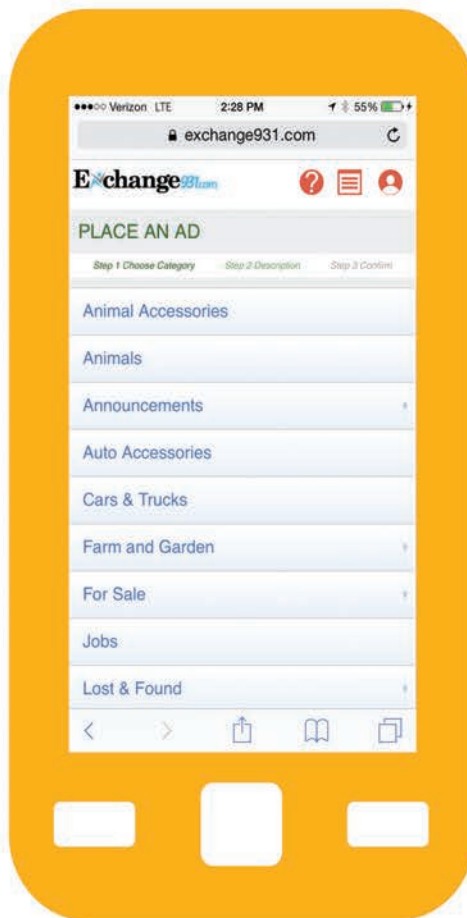 ●●●○○ Verizon LTE 2:28 PM 55%
exchange931.com
Exchange931.com
?
PLACE AN AD
Step 1 Choose Category Step 2 Description Step 3 Confirm
Animal Accessories
Animals
Announcements
Auto Accessories
Cars & Trucks
Farm and Garden
For Sale
Jobs
Lost & Found